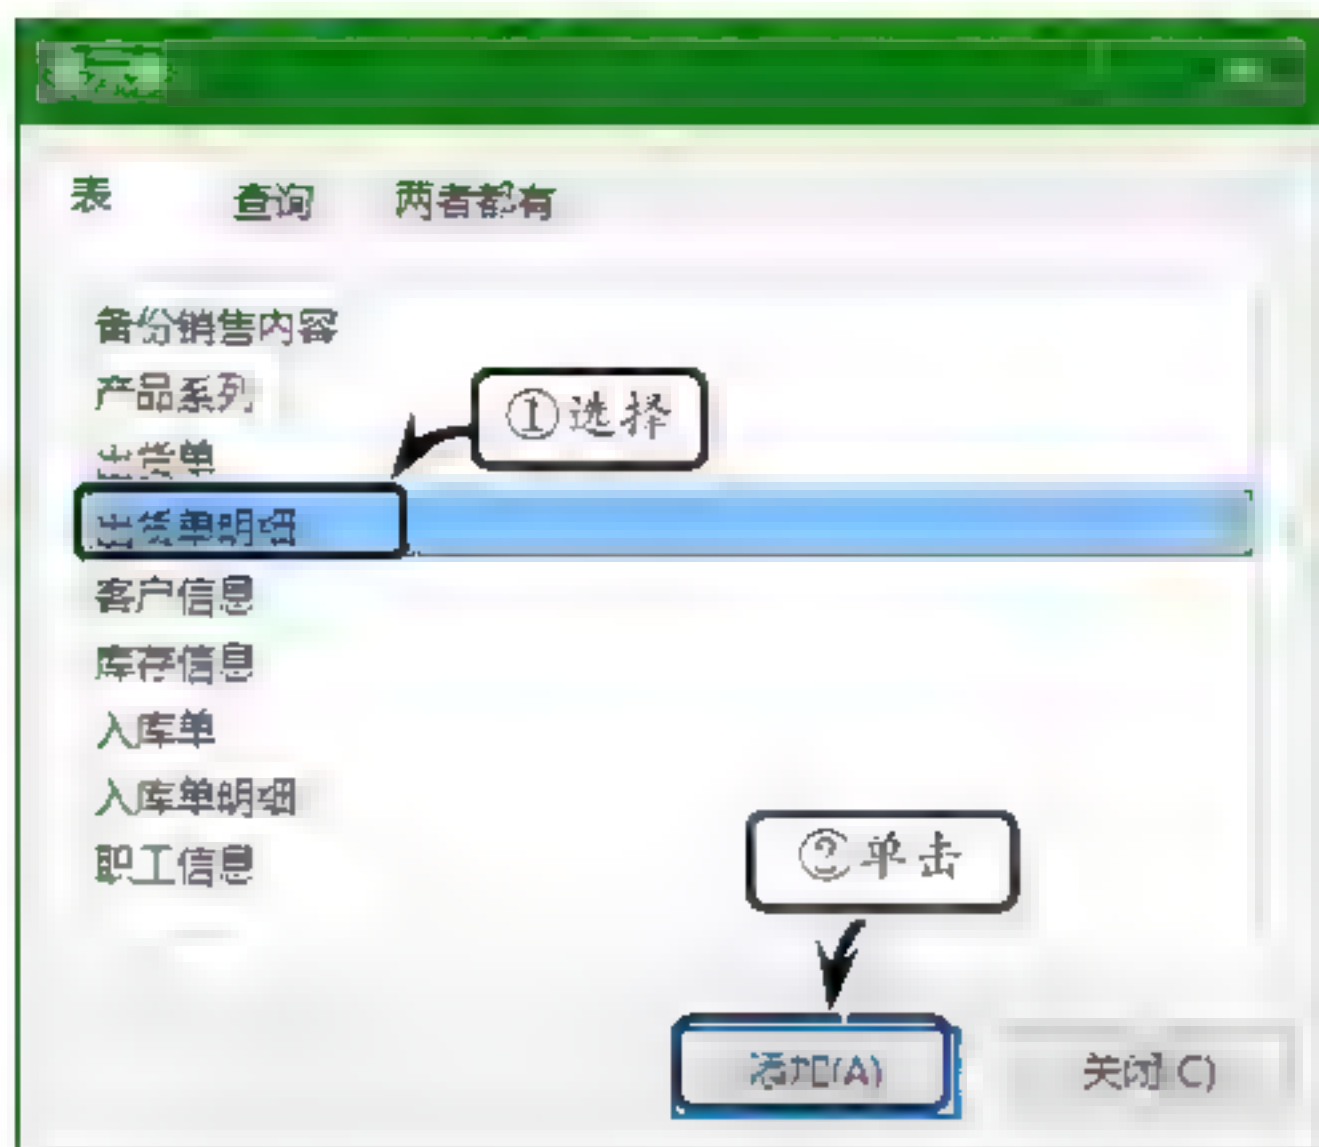 表 查询 两者都有
备份销售内容
产品系列
①选择
出货单
出货单明细
客户信息
库存信息
入库单
入库单明细
职工信息
②单击
添加(A) 关闭(C)